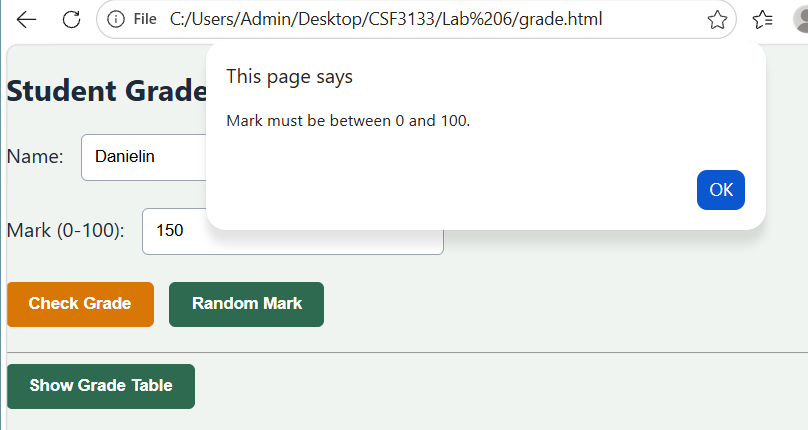 File C:/Users/Admin/Desktop/CSF3133/Lab%206/grade.html
This page says
Mark must be between 0 and 100.
OK
Student Grade
Name: Danielin
Mark (0-100): 150
Check Grade Random Mark
Show Grade Table